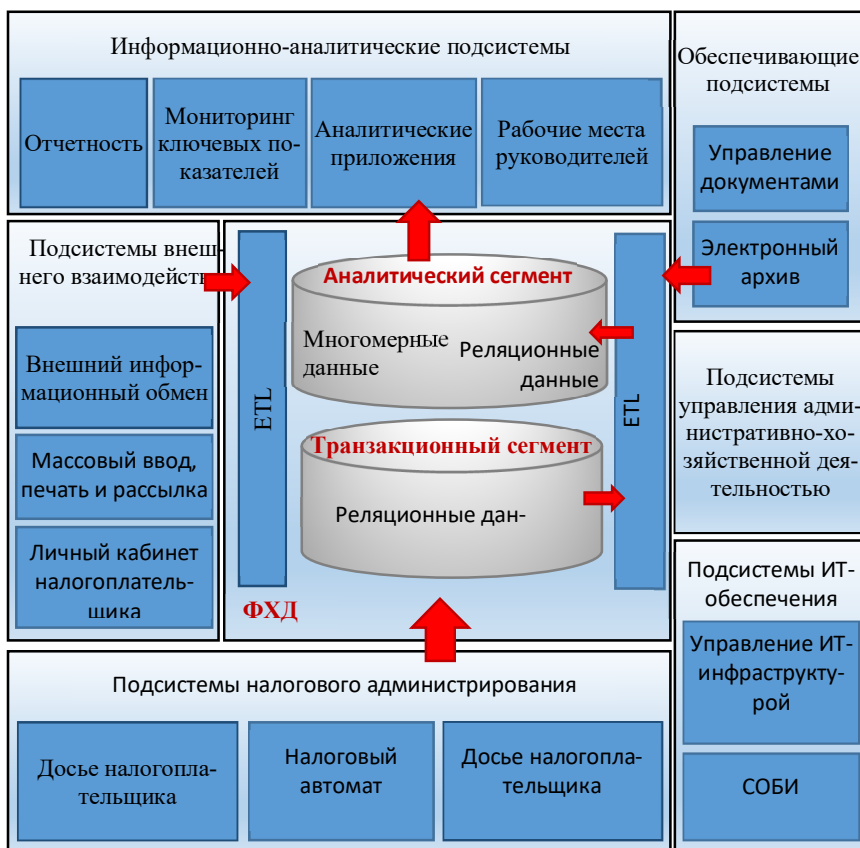 Информационно-аналитические подсистемы
Отчетность
Мониторинг
ключевых по-
казателей
Аналитические
приложения
Рабочие места
руководителей
Обеспечивающие
подсистемы
Управление
документами
Электронный
архив
Подсистемы внеш-
него взаимодейств
Внешний инфор-
мационный обмен
Массовый ввод,
печать и рассылка
Личный кабинет
налогоплатель-
щика
ETL
Аналитический сегмент
Многомерные
данные
Реляционные
данные
Транзакционный сегмент
Реляционные дан-
ETL
ФХД
Подсистемы
управления адми-
нистративно-хо-
зяйственной дея-
тельностью
Подсистемы ИТ-
обеспечения
Управление ИТ-
инфраструкту-
рой
СОБИ
Подсистемы налогового администрирования
Досье налогопла-
тельщика
Налоговый
автомат
Досье налогопла-
тельщика